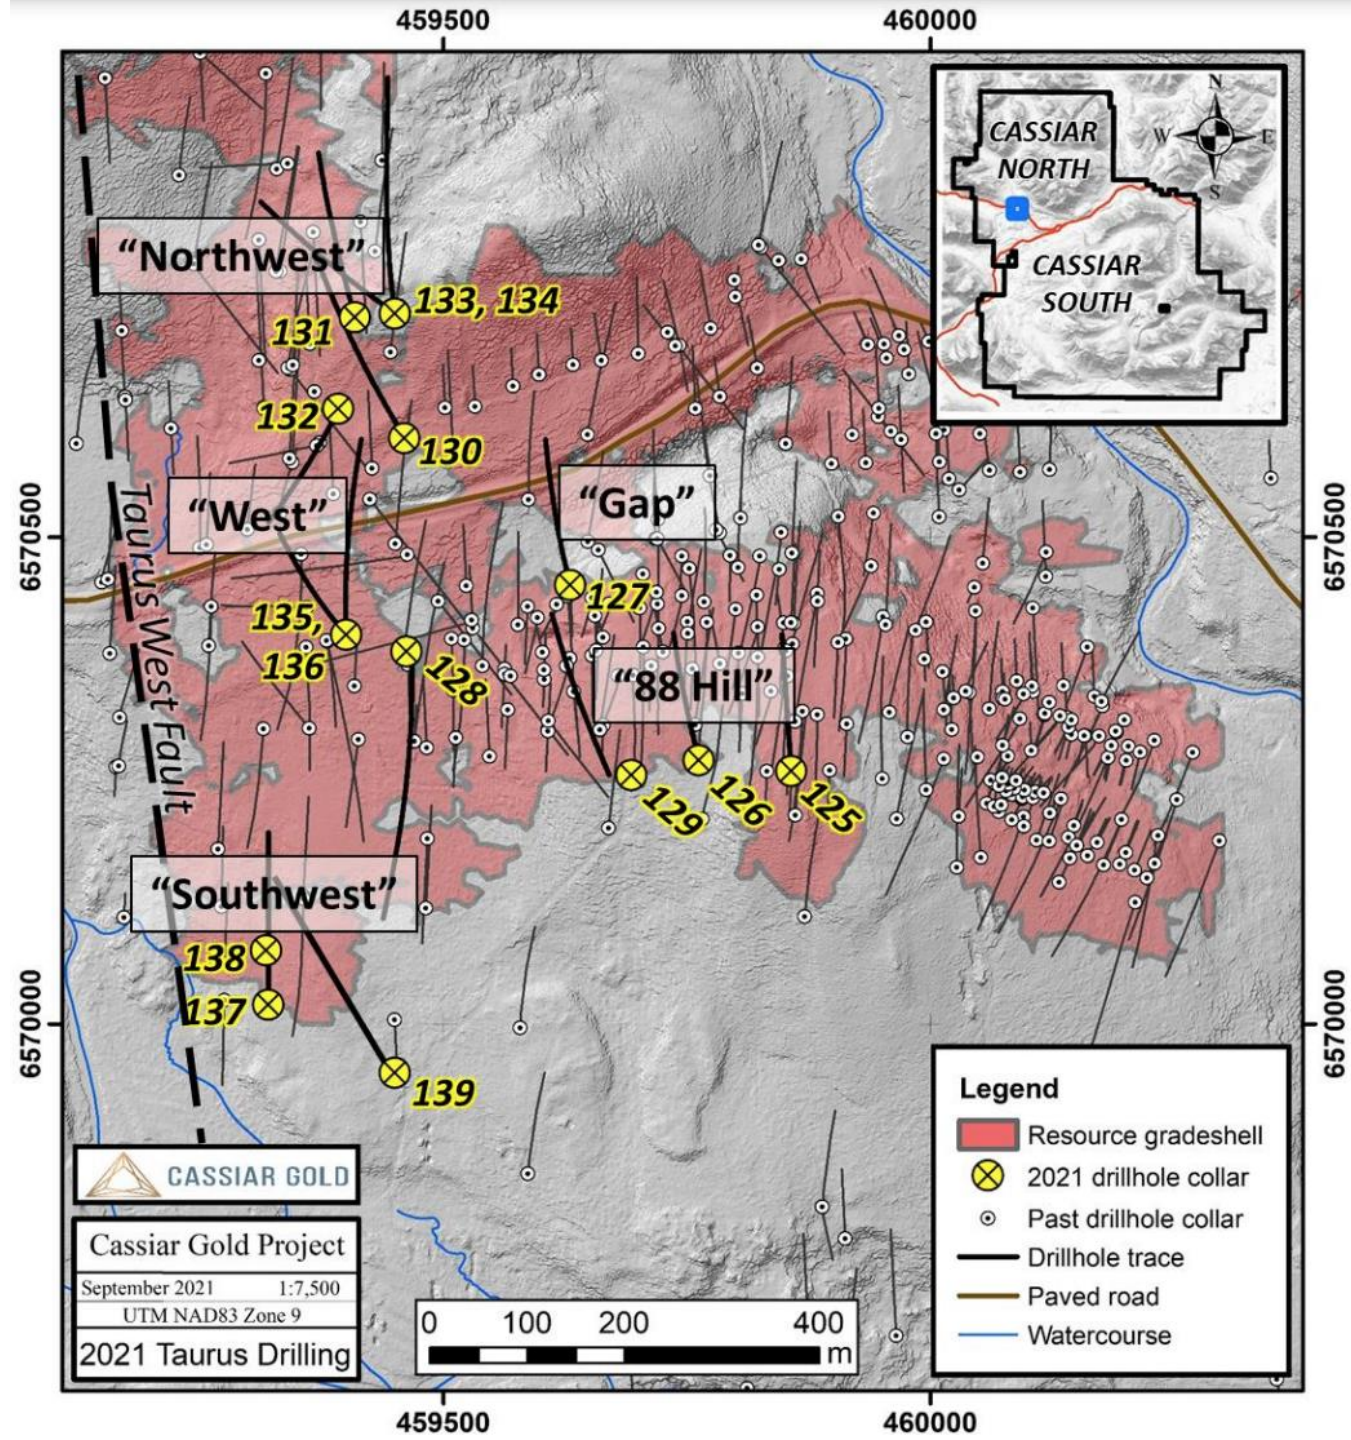 459500
460000
CASSIAR
NORTH
N
W
E
S
CASSIAR
SOUTH
“Northwest”
133, 134
131
132
130
6570500
6570500
“West”
“Gap”
Taurus West Fault
127
135,
136
128
“88 Hill”
129
126
125
“Southwest”
138
137
139
6570000
6570000
CASSIAR GOLD
Cassiar Gold Project
September 2021 1:7,500
UTM NAD83 Zone 9
2021 Taurus Drilling
0 100 200 400
m
Legend
Resource gradeshell
2021 drillhole collar
Past drillhole collar
Drillhole trace
Paved road
Watercourse
459500
460000